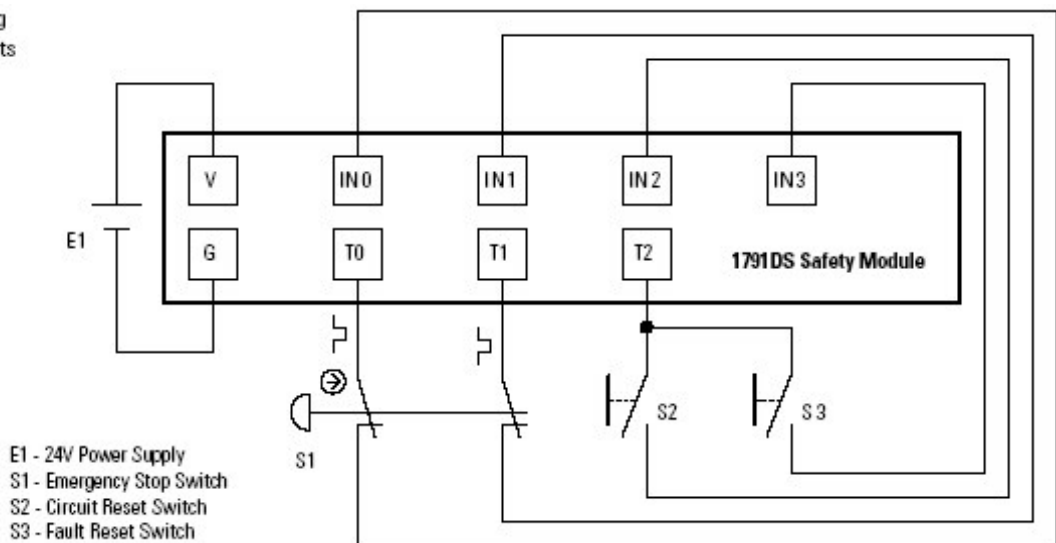 V
IN0
IN1
IN2
IN3
E1
G
T0
T1
T2
1791DS Safety Module
S2
S3
S1
E1 - 24V Power Supply
S1 - Emergency Stop Switch
S2 - Circuit Reset Switch
S3 - Fault Reset Switch